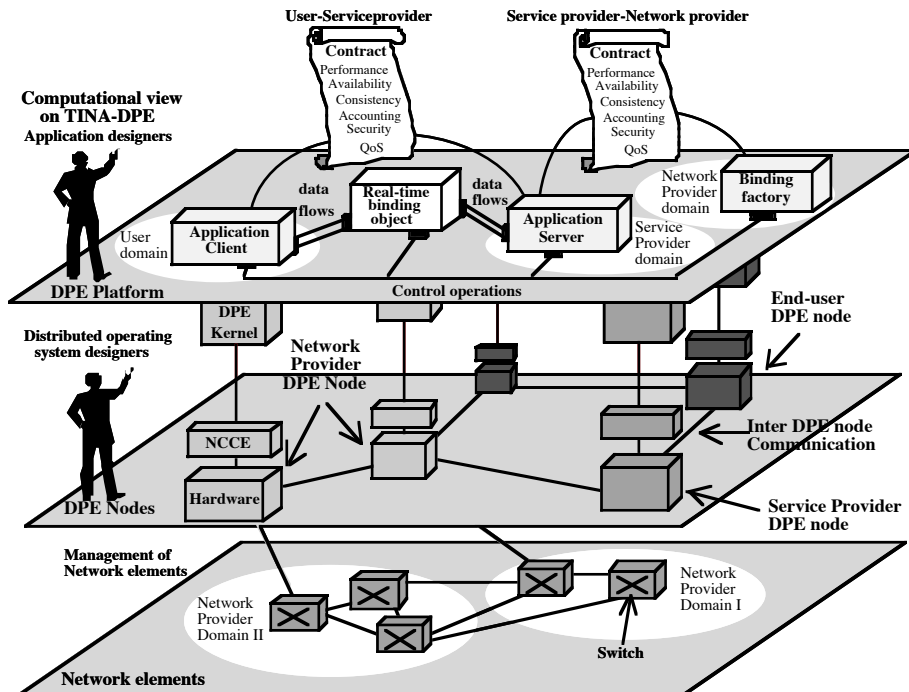 User-Serviceprovider
Service provider-Network provider
Contract
Performance
Availability
Consistency
Accounting
Security
QoS
Contract
Performance
Availability
Consistency
Accounting
Security
QoS
Computational view
on TINA-DPE
Application designers
data
flows
Real-time
binding
object
data
flows
Network
Provider
domain
Binding
factory
User
domain
Application
Client
Application
Server
Service
Provider
domain
DPE Platform
Control operations
DPE
Kernel
End-user
DPE node
Distributed operating
system designers
Network
Provider
DPE Node
NCCE
Inter DPE node
Communication
Hardware
DPE Nodes
Service Provider
DPE node
Management of
Network elements
Network
Provider
Domain II
Network
Provider
Domain I
Switch
Network elements